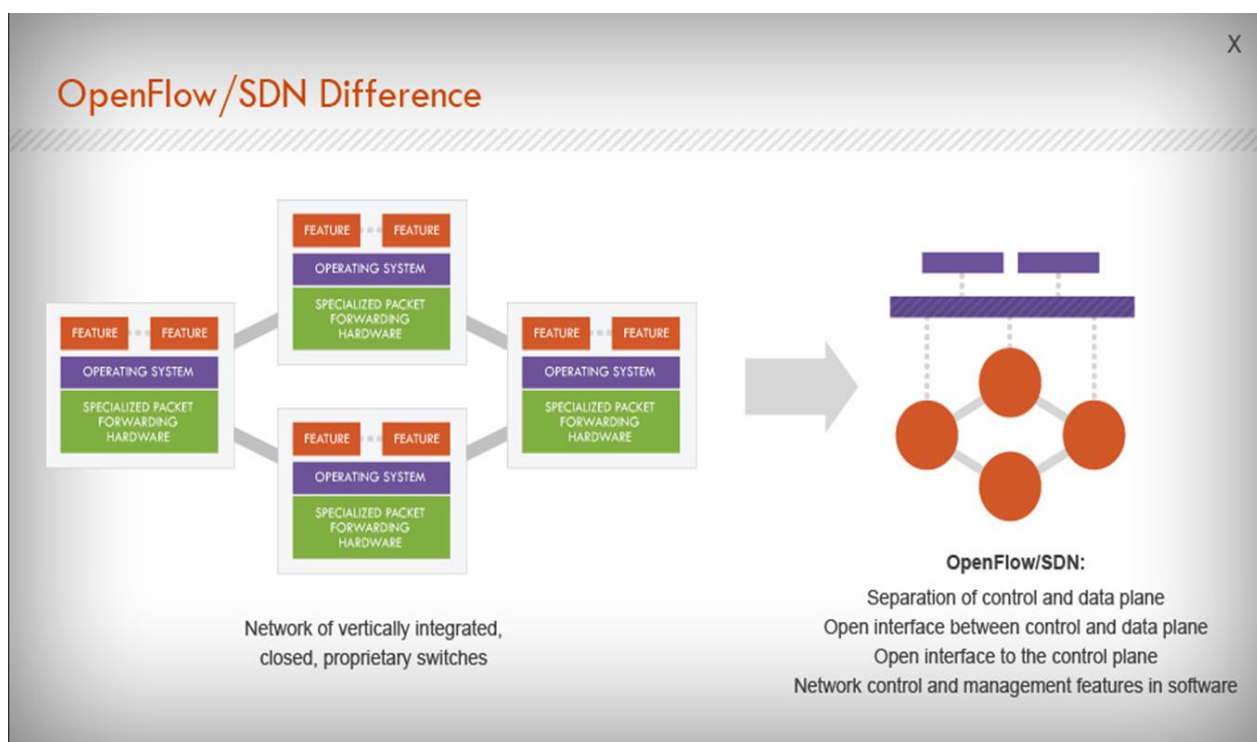 X
OpenFlow/SDN Difference
FEATURE FEATURE
OPERATING SYSTEM
SPECIALIZED PACKET
FORWARDING
HARDWARE
FEATURE FEATURE
OPERATING SYSTEM
SPECIALIZED PACKET
FORWARDING
HARDWARE
FEATURE FEATURE
OPERATING SYSTEM
SPECIALIZED PACKET
FORWARDING
HARDWARE
FEATURE FEATURE
OPERATING SYSTEM
SPECIALIZED PACKET
FORWARDING
HARDWARE
Network of vertically integrated,
closed, proprietary switches
OpenFlow/SDN:
Separation of control and data plane
Open interface between control and data plane
Open interface to the control plane
Network control and management features in software